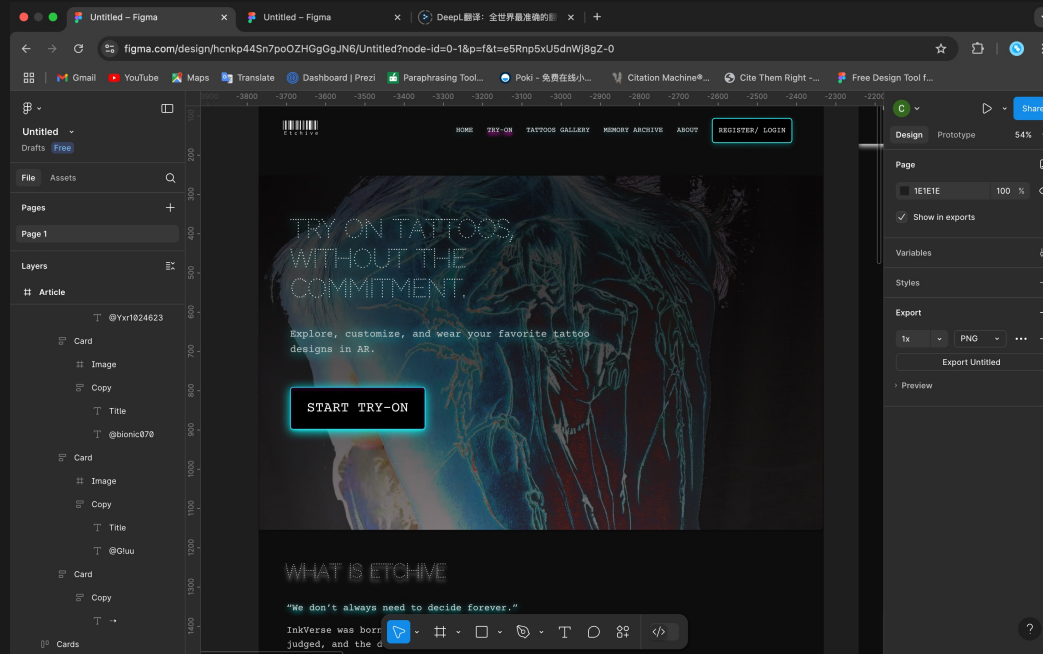 Untitled – Figma
Untitled – Figma
DeepL翻译：全世界最准确的翻
figma.com/design/hcnkp44Sn7poOZHGgGgJN6/Untitled?node-id=0-1&p=f&t=e5Rnp5xU5dnWj8gZ-0
Gmail YouTube Maps Translate Dashboard | Prezi Paraphrasing Tool... Poki - 免费在线小... Citation Machine®... Cite Them Right -... Free Design Tool f...
Untitled
Drafts Free
File Assets
Pages
Page 1
Layers
Article
@Yxr1024623
Card
Image
Copy
Title
@bionic070
Card
Image
Copy
Title
@G!uu
Card
Copy
→
Cards
-3800 -3700 -3600 -3500 -3400 -3300 -3200 -3100 -3000 -2900 -2800 -2700 -2600 -2500 -2400 -2300 -2200
100
200
300
400
500
600
700
800
900
1000
1100
1200
1300
1400
Etchive
HOME TRY-ON TATTOOS GALLERY MEMORY ARCHIVE ABOUT REGISTER/ LOGIN
TRY ON TATTOOS,
WITHOUT THE
COMMITMENT.
Explore, customize, and wear your favorite tattoo
designs in AR.
START TRY-ON
WHAT IS ETCHIVE
“We don’t always need to decide forever.”
InkVerse was born
judged, and the d
C
Share
Design Prototype 54%
Page
1E1E1E 100 %
Show in exports
Variables
Styles
Export
1x PNG
Export Untitled
Preview
?